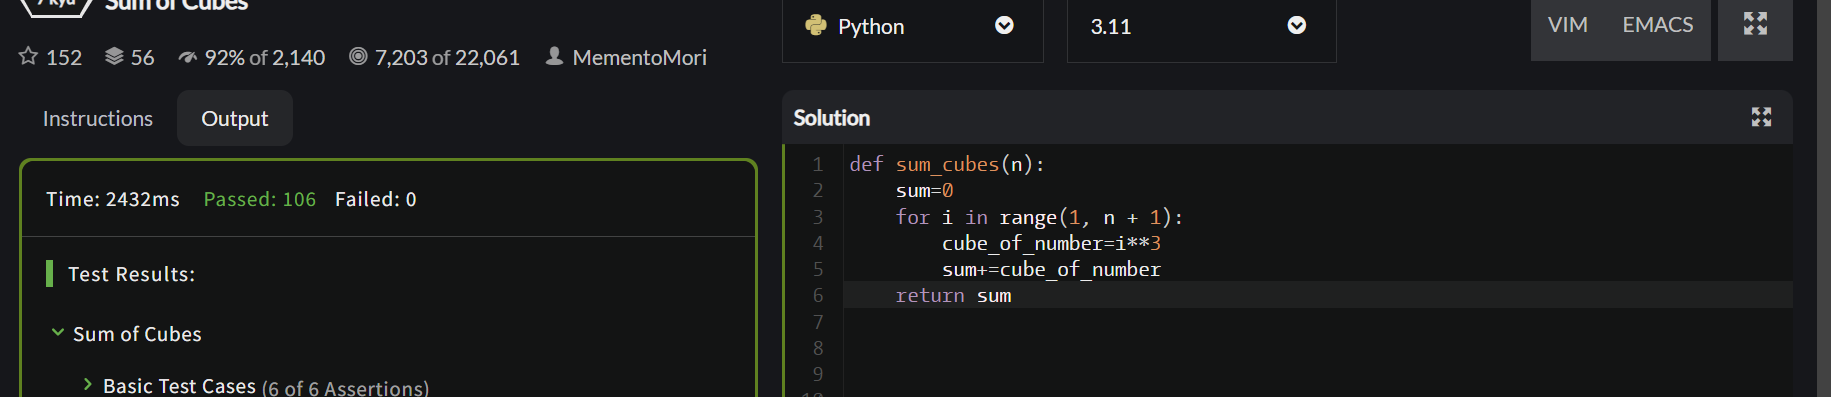 7 kyu
Sum of Cubes
152 56 92% of 2,140 7,203 of 22,061 MementoMori
Instructions Output
Time: 2432ms Passed: 106 Failed: 0
Test Results:
Sum of Cubes
Basic Test Cases (6 of 6 Assertions)
Python 3.11 VIM EMACS
Solution
1 def sum_cubes(n):
2     sum=0
3     for i in range(1, n + 1):
4         cube_of_number=i**3
5         sum+=cube_of_number
6     return sum
7
8
9
10